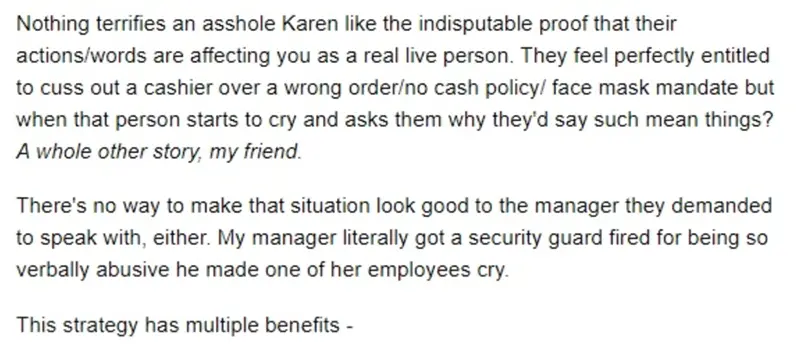 Nothing terrifies an asshole Karen like the indisputable proof that their
actions/words are affecting you as a real live person. They feel perfectly entitled
to cuss out a cashier over a wrong order/no cash policy/ face mask mandate but
when that person starts to cry and asks them why they'd say such mean things?
A whole other story, my friend.
There's no way to make that situation look good to the manager they demanded
to speak with, either. My manager literally got a security guard fired for being so
verbally abusive he made one of her employees cry.
This strategy has multiple benefits -